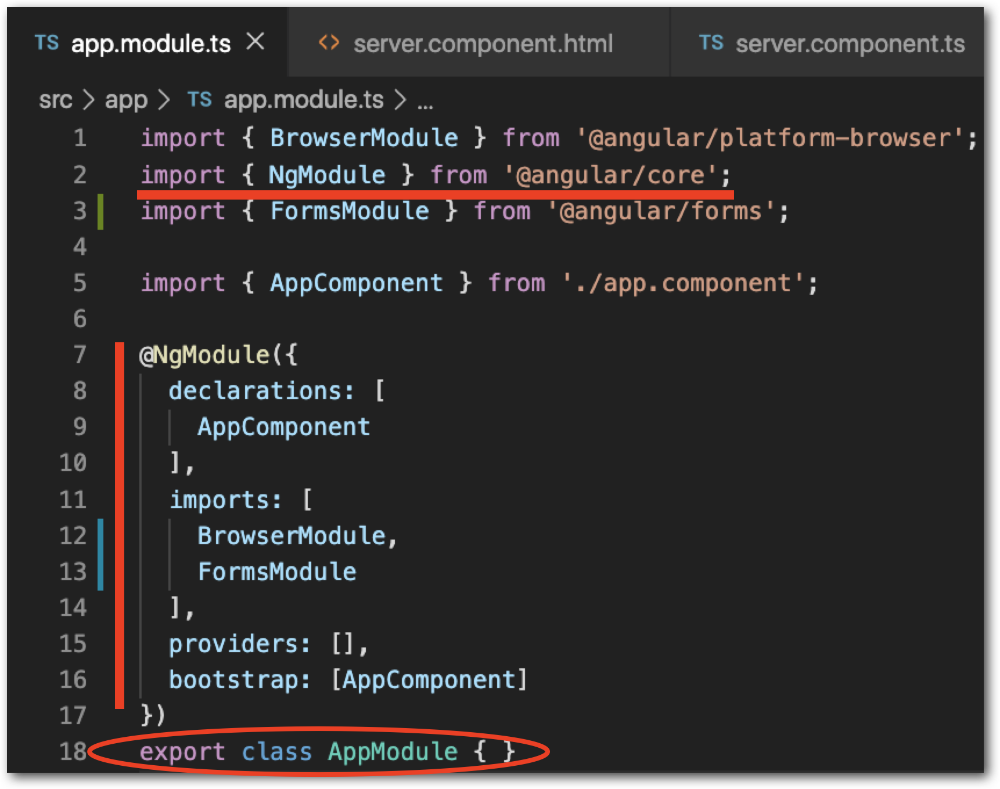 TS app.module.ts × <> server.component.html TS server.component.ts
src > app > TS app.module.ts > ...
1 import { BrowserModule } from '@angular/platform-browser';
2 import { NgModule } from '@angular/core';
3 import { FormsModule } from '@angular/forms';
4
5 import { AppComponent } from './app.component';
6
7 @NgModule({
8 declarations: [
9 AppComponent
10 ],
11 imports: [
12 BrowserModule,
13 FormsModule
14 ],
15 providers: [],
16 bootstrap: [AppComponent]
17 })
18 export class AppModule { }